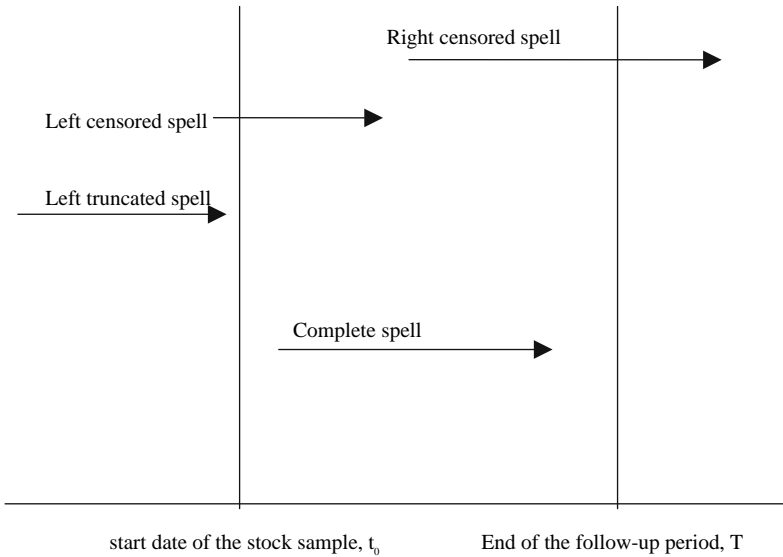 Right censored spell
Left censored spell
Left truncated spell
Complete spell
start date of the stock sample, t₀
End of the follow-up period, T